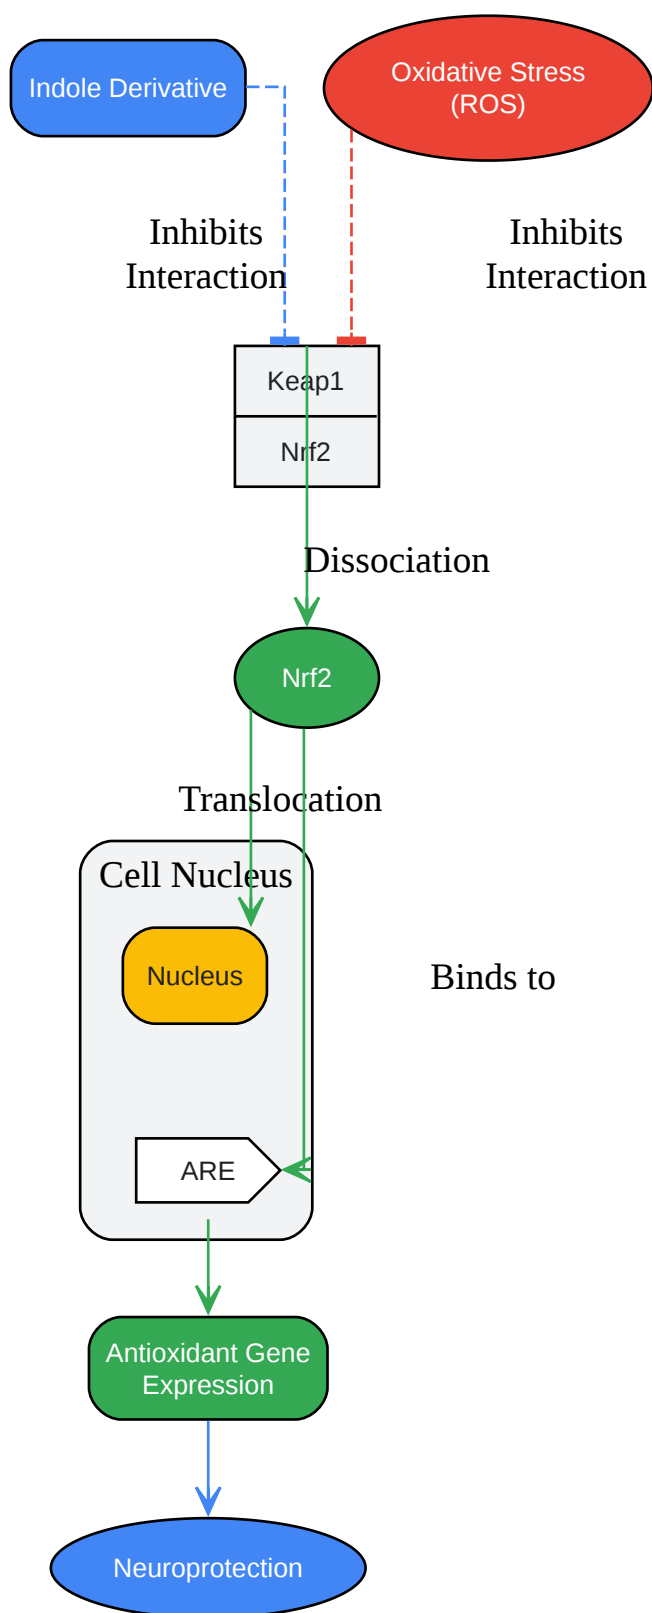 Indole Derivative
Oxidative Stress
(ROS)
Inhibits
Interaction
Inhibits
Interaction
Keap1
Nrf2
Dissociation
Nrf2
Translocation
Cell Nucleus
Nucleus
Binds to
ARE
Antioxidant Gene
Expression
Neuroprotection